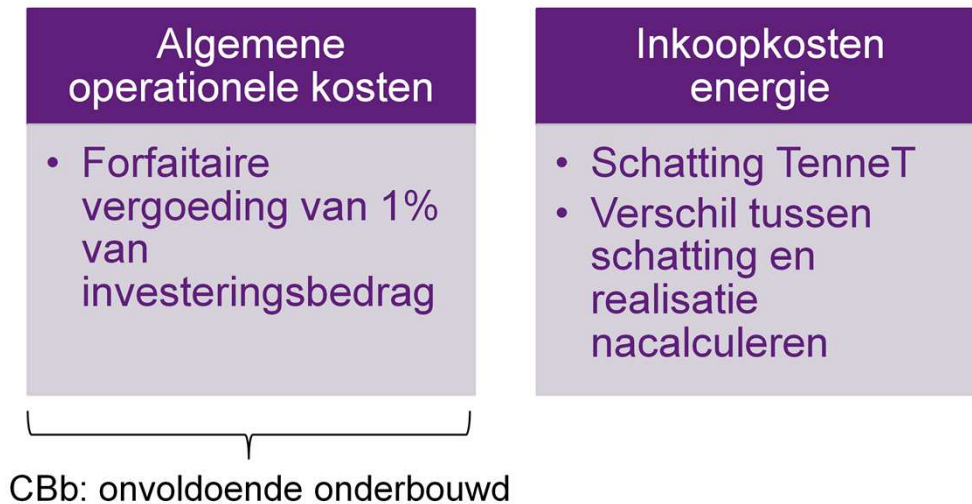 Algemene
operationele kosten
• Forfaitaire
vergoeding van 1%
van
investeringsbedrag
Inkoopkosten
energie
• Schatting TenneT
• Verschil tussen
schatting en
realisatie
nacalculeren
CBb: onvoldoende onderbouwd